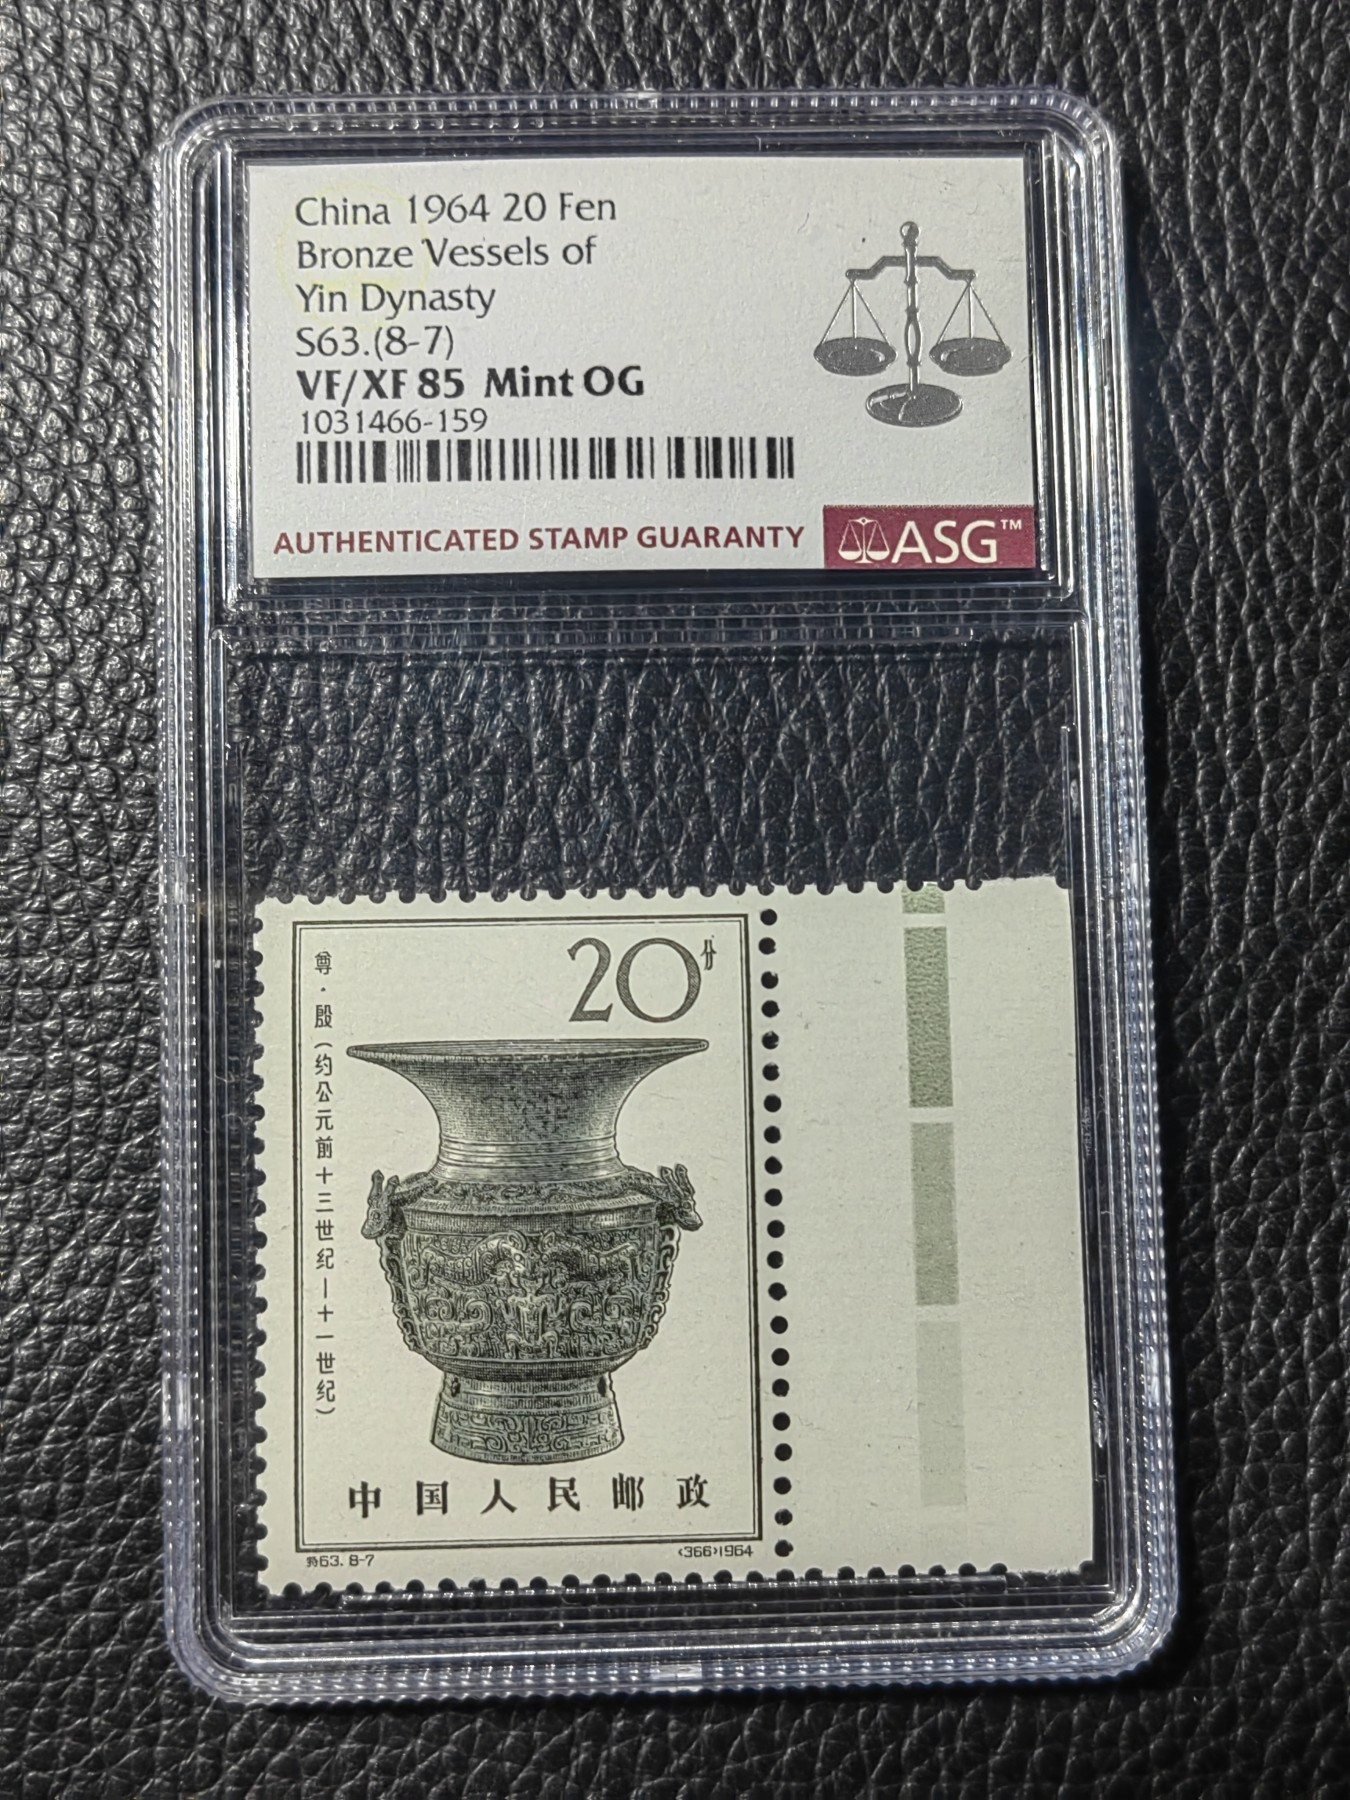 China 1964 20 Fen
Bronze Vessels of
Yin Dynasty
S63.(8-7)
VF/XF 85 Mint OG
1031466-159
AUTHENTICATED STAMP GUARANTY
ASG™
20分
尊·殷(约公元前十三世纪—十一世纪)
中国人民邮政
特63.8-7
<366>1964